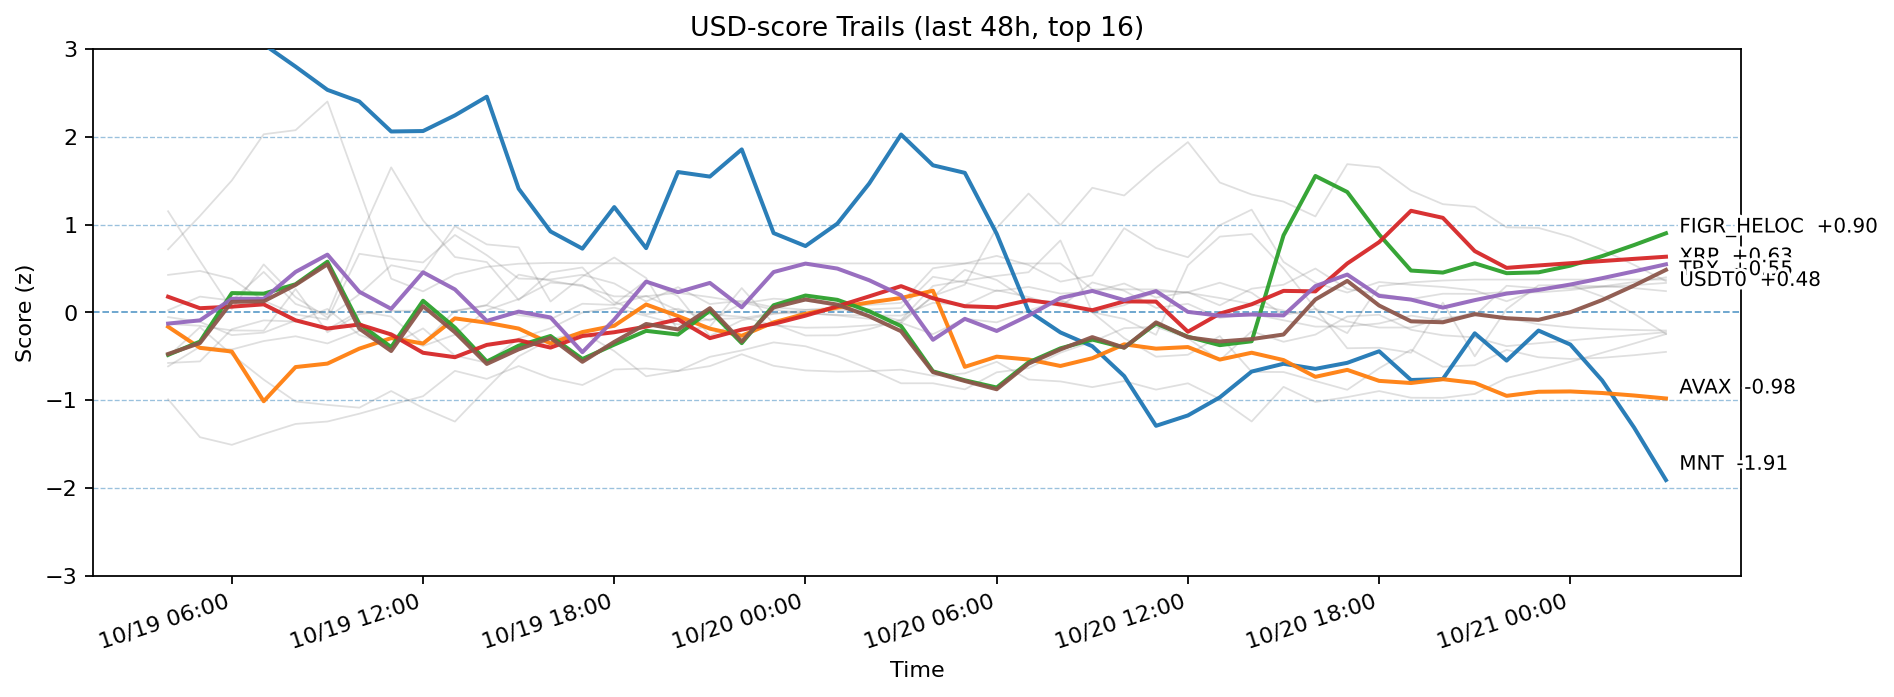 USD-score Trails (last 48h, top 16)
Score (z)
3
2
1
0
−1
−2
−3
FIGR_HELOC +0.90
XRP +0.63
TRX +0.55
USDT0 +0.48
AVAX -0.98
MNT -1.91
10/19 06:00
10/19 12:00
10/19 18:00
10/20 00:00
10/20 06:00
10/20 12:00
10/20 18:00
10/21 00:00
Time